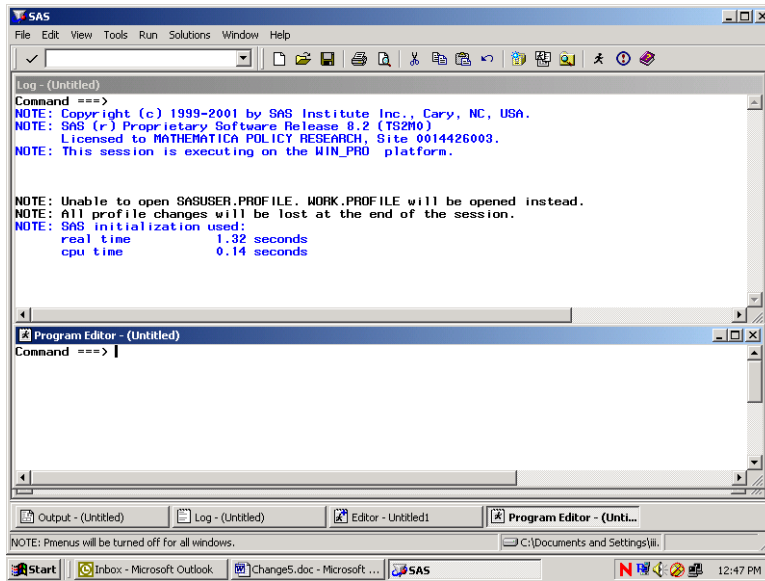 SAS
File Edit View Tools Run Solutions Window Help
Log - (Untitled)
Command ===>
NOTE: Copyright (c) 1999-2001 by SAS Institute Inc., Cary, NC, USA.
NOTE: SAS (r) Proprietary Software Release 8.2 (TS2M0)
Licensed to MATHEMATICA POLICY RESEARCH, Site 0014426003.
NOTE: This session is executing on the WIN_PRO platform.
NOTE: Unable to open SASUSER.PROFILE. WORK.PROFILE will be opened instead.
NOTE: All profile changes will be lost at the end of the session.
NOTE: SAS initialization used:
real time 1.32 seconds
cpu time 0.14 seconds
Program Editor - (Untitled)
Command ===>
Output - (Untitled) Log - (Untitled) Editor - Untitled1 Program Editor - (Unti...
NOTE: Pmenus will be turned off for all windows. C:\Documents and Settings\iii.
Start Inbox - Microsoft Outlook Change5.doc - Microsoft ... SAS N 12:47 PM